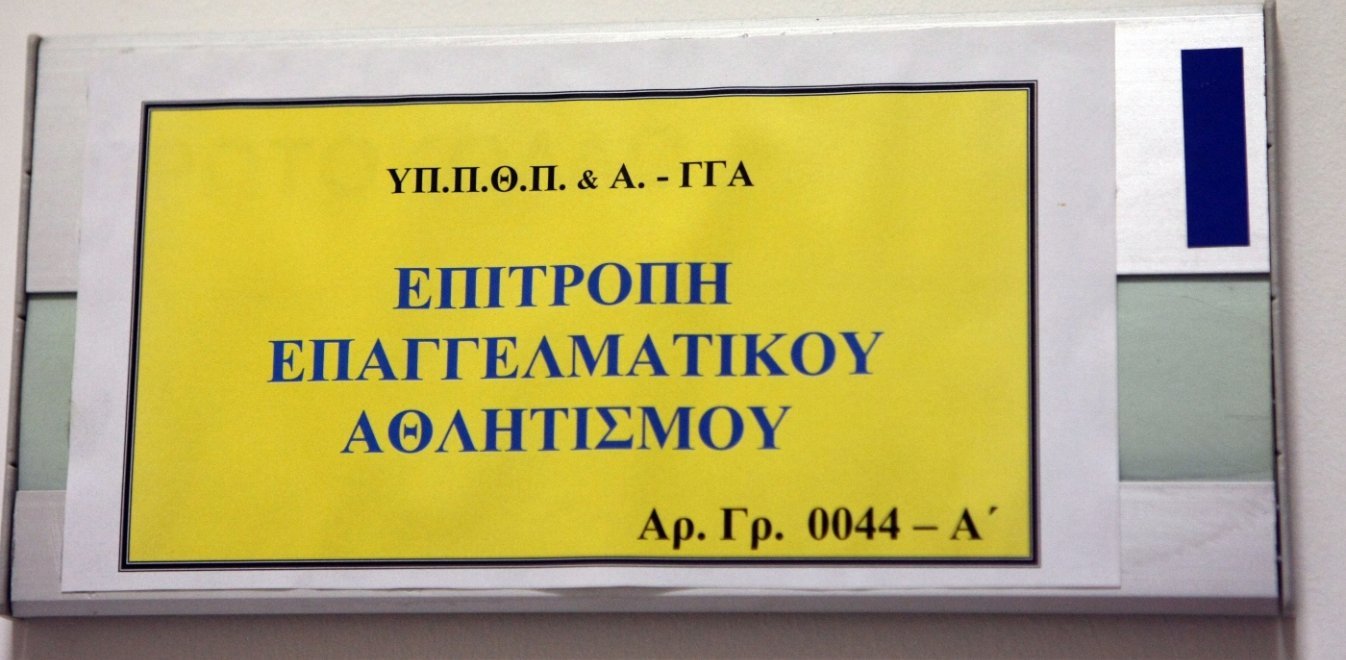 ΥΠ.Π.Θ.Π. & Α. - ΓΓΑ
ΕΠΙΤΡΟΠΗ
ΕΠΑΓΓΕΛΜΑΤΙΚΟΥ
ΑΘΛΗΤΙΣΜΟΥ
Αρ. Γρ. 0044 – Α΄